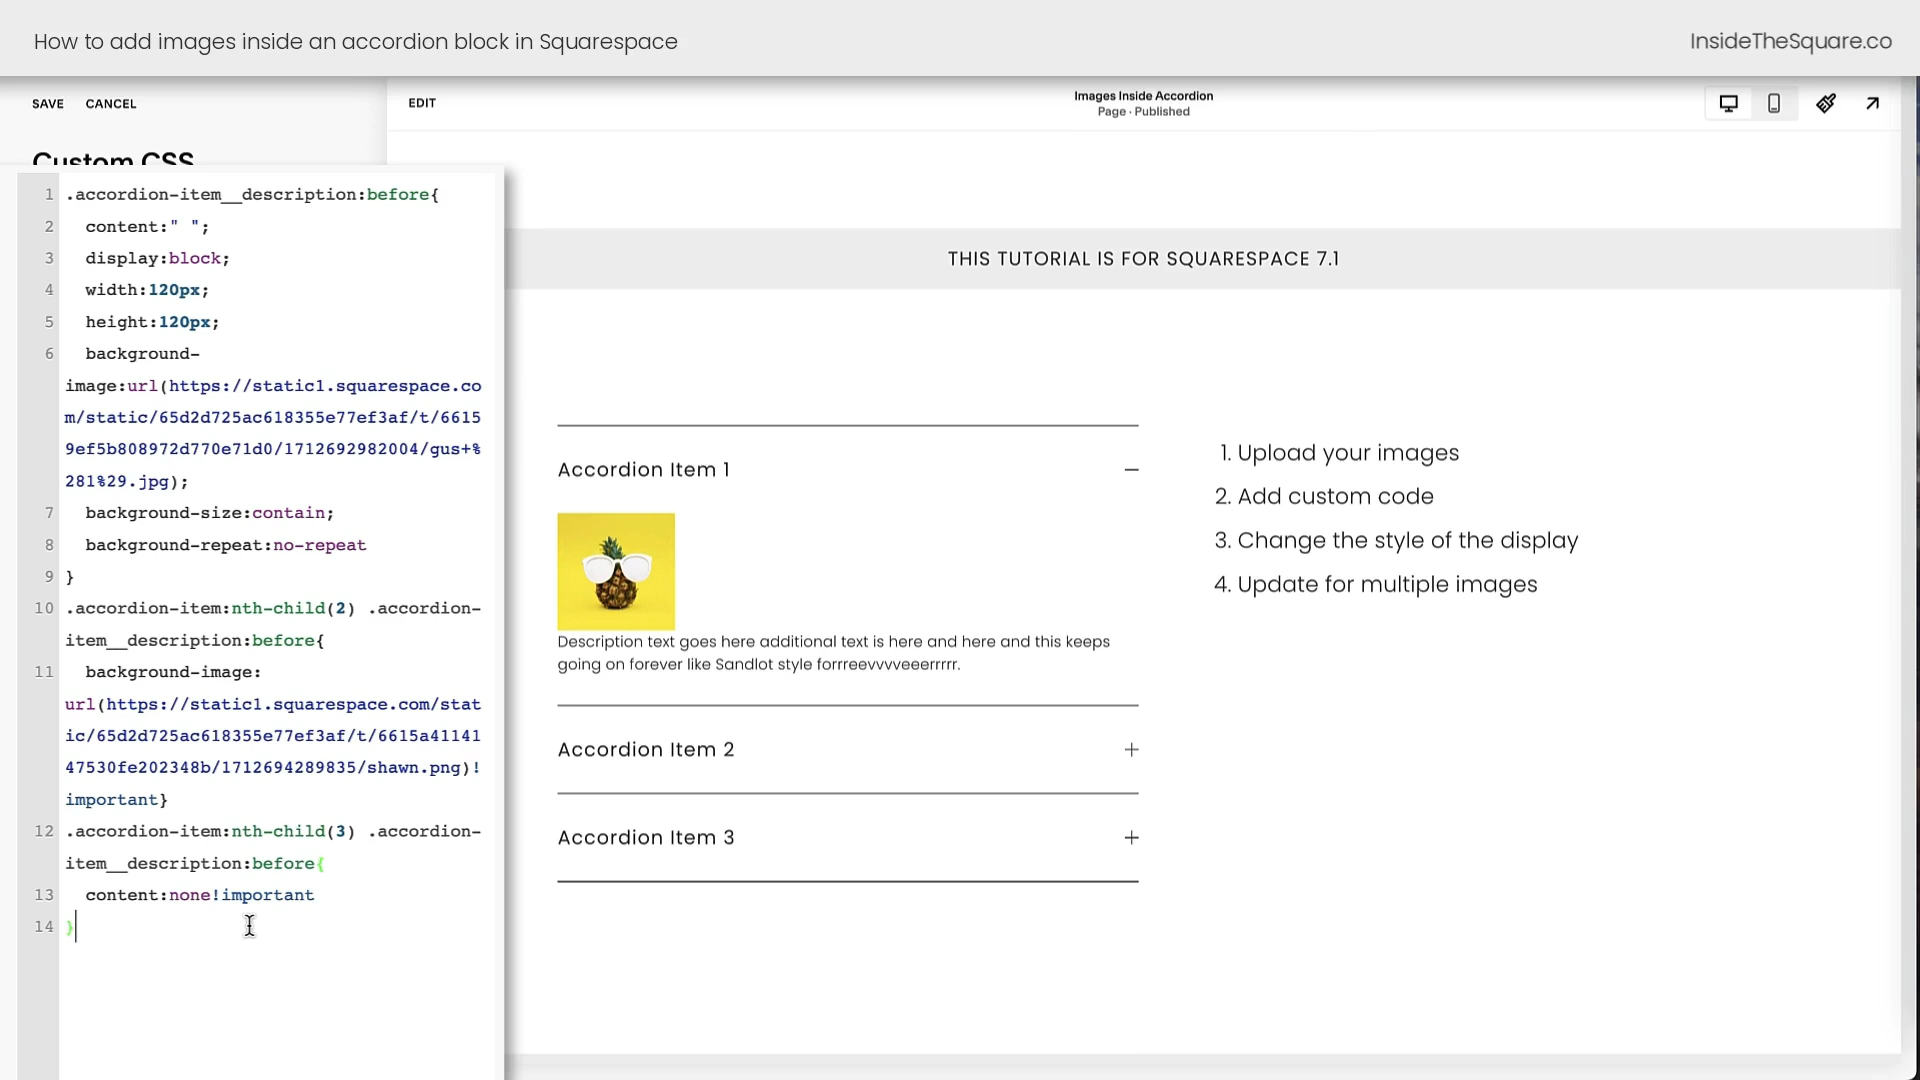 How to add images inside an accordion block in Squarespace
InsideTheSquare.co
SAVE CANCEL
EDIT
Images Inside Accordion
Page · Published
Custom CSS
1 .accordion-item__description:before{
2 content:" ";
3 display:block;
4 width:120px;
5 height:120px;
6 background-
image:url(https://static1.squarespace.co
m/static/65d2d725ac618355e77ef3af/t/6615
9ef5b808972d770e71d0/1712692982004/gus+%
281%29.jpg);
7 background-size:contain;
8 background-repeat:no-repeat
9 }
10 .accordion-item:nth-child(2) .accordion-
item__description:before{
11 background-image:
url(https://static1.squarespace.com/stat
ic/65d2d725ac618355e77ef3af/t/6615a41141
47530fe202348b/1712694289835/shawn.png)!
important}
12 .accordion-item:nth-child(3) .accordion-
item__description:before{
13 content:none!important
14 }
THIS TUTORIAL IS FOR SQUARESPACE 7.1
Accordion Item 1
Description text goes here additional text is here and here and this keeps
going on forever like Sandlot style forrreevvvveeerrrrr.
Accordion Item 2
Accordion Item 3
1. Upload your images
2. Add custom code
3. Change the style of the display
4. Update for multiple images